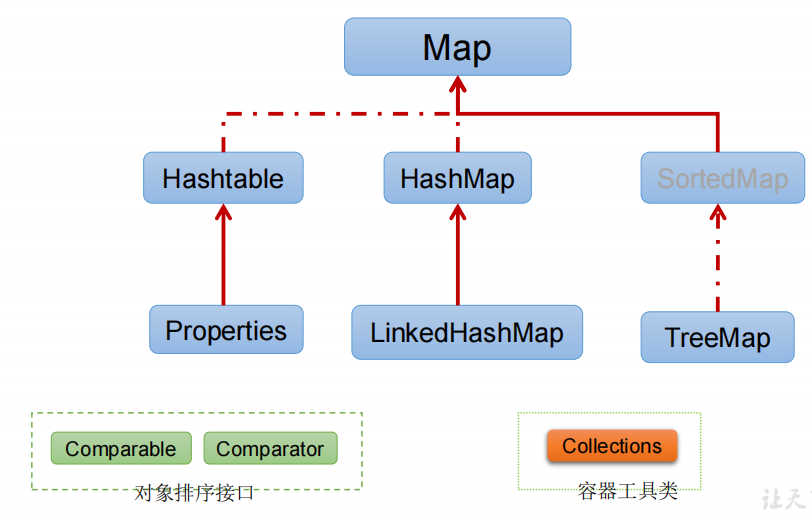 Map
Hashtable
HashMap
SortedMap
Properties
LinkedHashMap
TreeMap
Comparable
Comparator
Collections
对象排序接口
容器工具类
让天